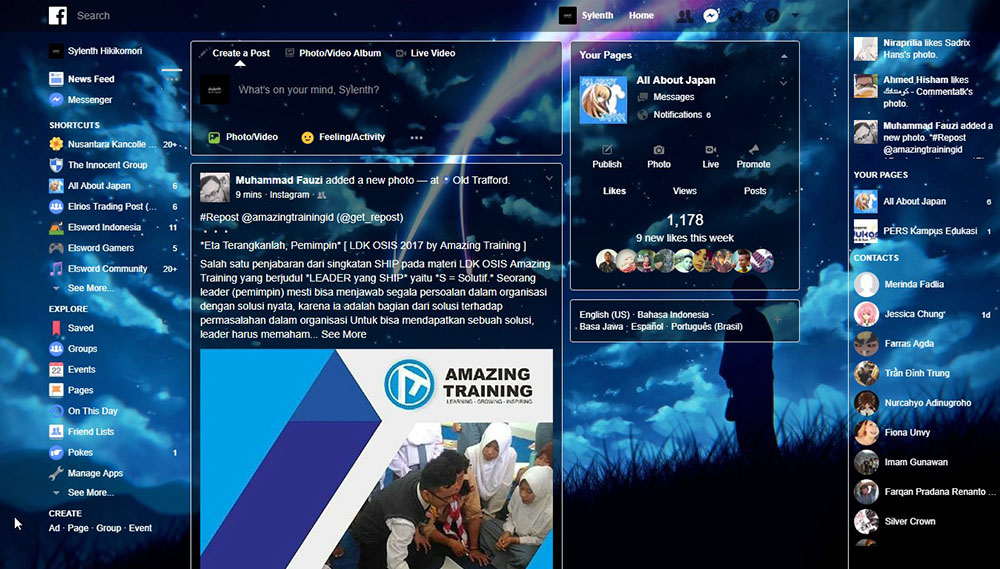 Search
Sylenth
Home
1
Sylenth Hikikomori
News Feed
Messenger
SHORTCUTS
Nusantara Kancolle ... 20+
The Innocent Group
All About Japan 6
Elrios Trading Post (... 6
Elsword Indonesia 11
Elsword Gamers 5
Elsword Community 20+
See More...
EXPLORE
Saved
Groups
22 Events
Pages
On This Day
Friend Lists
Pokes 1
Manage Apps
See More...
CREATE
Ad · Page · Group · Event
Create a Post
Photo/Video Album
Live Video
What's on your mind, Sylenth?
Photo/Video
Feeling/Activity
Muhammad Fauzi added a new photo — at Old Trafford.
9 mins · Instagram ·
#Repost @amazingtrainingid (@get_repost)
・・・
*Eta Terangkanlah, Pemimpin* [ LDK OSIS 2017 by Amazing Training ]
Salah satu penjabaran dari singkatan SHIP pada materi LDK OSIS Amazing
Training yang berjudul *LEADER yang SHIP* yaitu *S = Solutif.* Seorang
leader (pemimpin) mesti bisa menjawab segala persoalan dalam organisasi
dengan solusi nyata, karena ia adalah bagian dari solusi terhadap
permasalahan dalam organisasi Untuk bisa mendapatkan sebuah solusi,
leader harus memaham... See More
AMAZING
TRAINING
LEARNING - GROWING - INSPIRING
Your Pages
All About Japan
Messages
Notifications 6
Publish
Photo
Live
Promote
Likes
Views
Posts
1,178
9 new likes this week
English (US) · Bahasa Indonesia ·
Basa Jawa · Español · Português (Brasil)
Niraprilia likes Sadrix
Hans's photo.
Ahmed Hisham likes
- Commentatk's
photo.
Muhammad Fauzi added a
new photo. "#Repost
@amazingtrainingid
YOUR PAGES
All About Japan 6
PERS Kampus Edukasi 1
CONTACTS
Merinda Fadlia
Jessica Chung 1d
Farras Agda
Trần Đình Trung
Nurcahyo Adinugroho
Fiona Unvy
Imam Gunawan
Farqan Pradana Renanto ...
Silver Crown